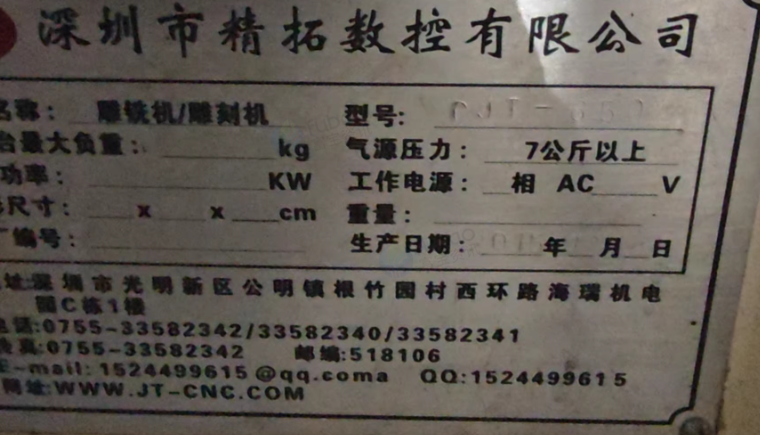 深圳市精拓数控有限公司
名称: 雕铣机/雕刻机 型号:
台最大负重: kg 气源压力: 7公斤以上
功率: KW 工作电源: 相 AC V
尺寸: x x cm 重量:
编号: 生产日期: 年 月 日
址:深圳市光明新区公明镇根竹园村西环路海瑞机电
园C栋1楼
电话:0755-33582342/33582340/33582341
传真:0755-33582342 邮编:518106
E-mail: 1524499615@qq.coma QQ:1524499615
网址:WWW.JT-CNC.COM